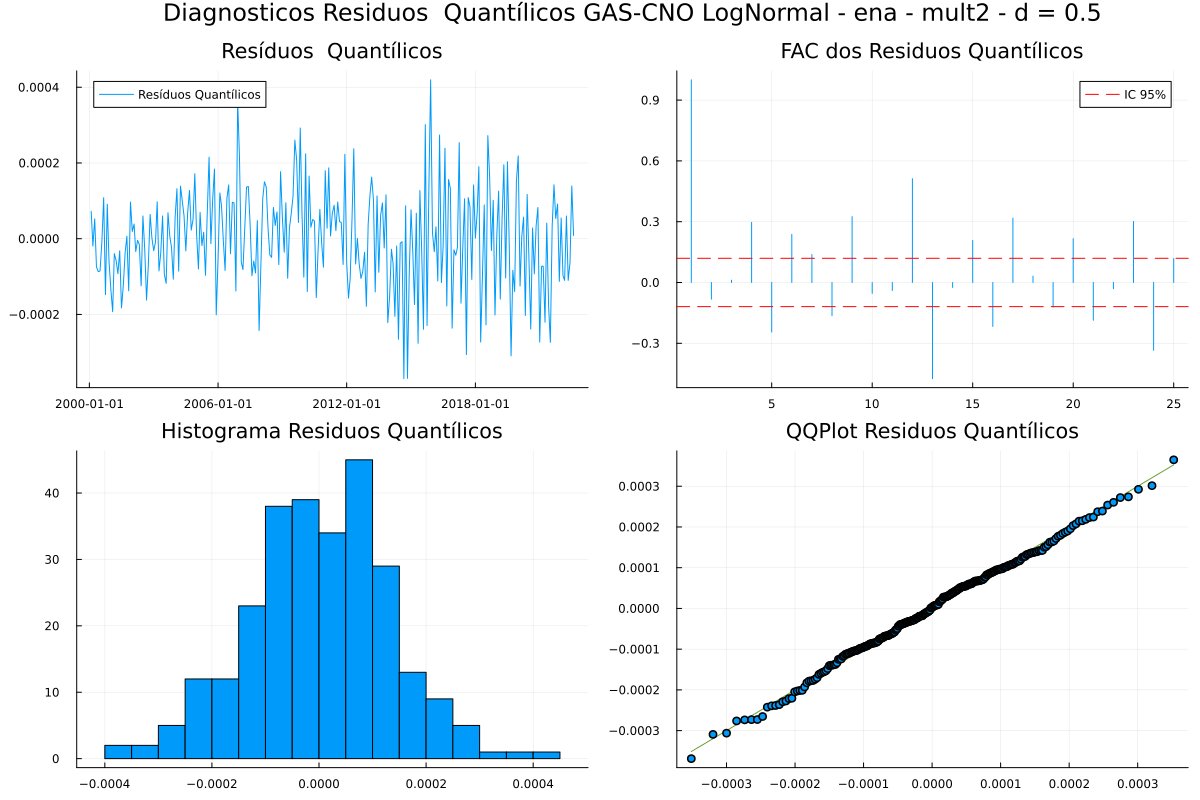 Diagnosticos Residuos  Quantílicos GAS-CNO LogNormal - ena - mult2 - d = 0.5
Resíduos  Quantílicos
0.0004
0.0002
0.0000
−0.0002
Resíduos Quantílicos
2000-01-01 2006-01-01 2012-01-01 2018-01-01
FAC dos Residuos Quantílicos
0.9
0.6
0.3
0.0
−0.3
IC 95%
5 10 15 20 25
Histograma Residuos Quantílicos
40
30
20
10
0
−0.0004 −0.0002 0.0000 0.0002 0.0004
QQPlot Residuos Quantílicos
0.0003
0.0002
0.0001
0.0000
−0.0001
−0.0002
−0.0003
−0.0003 −0.0002 −0.0001 0.0000 0.0001 0.0002 0.0003